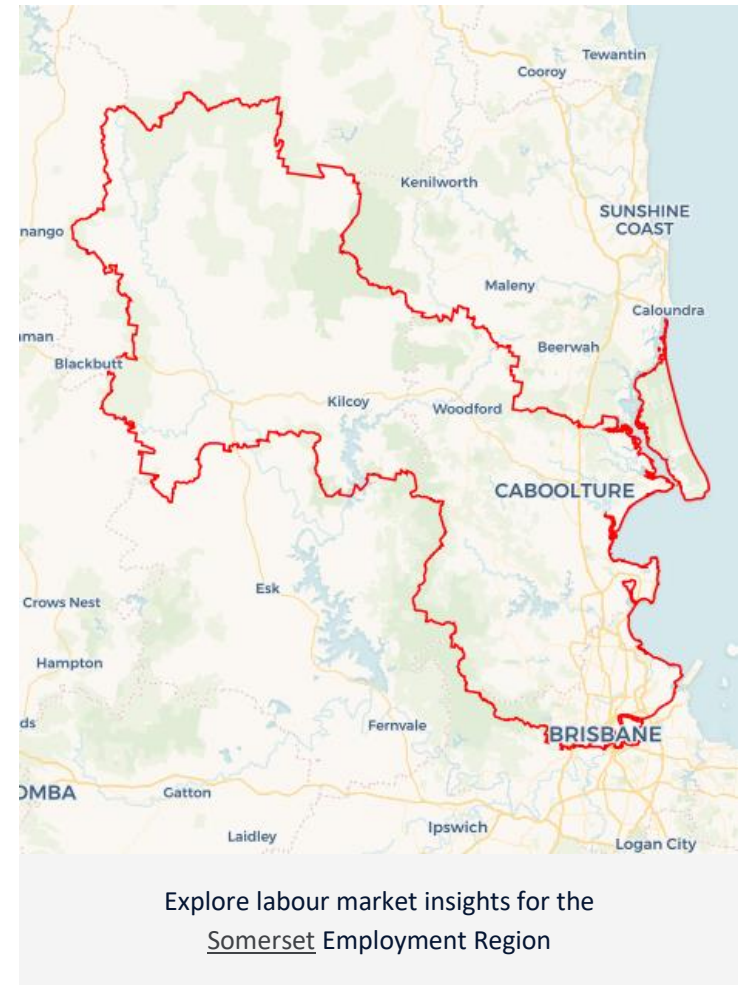 Tewantin
Cooroy
Kenilworth
SUNSHINE
COAST
nango
Maleny
Caloundra
man
Beerwah
Blackbutt
Kilcoy
Woodford
CABOOLTURE
Esk
Crows Nest
Hampton
ds
Fernvale
BRISBANE
OMBA
Gatton
Ipswich
Laidley
Logan City
Explore labour market insights for the
Somerset Employment Region